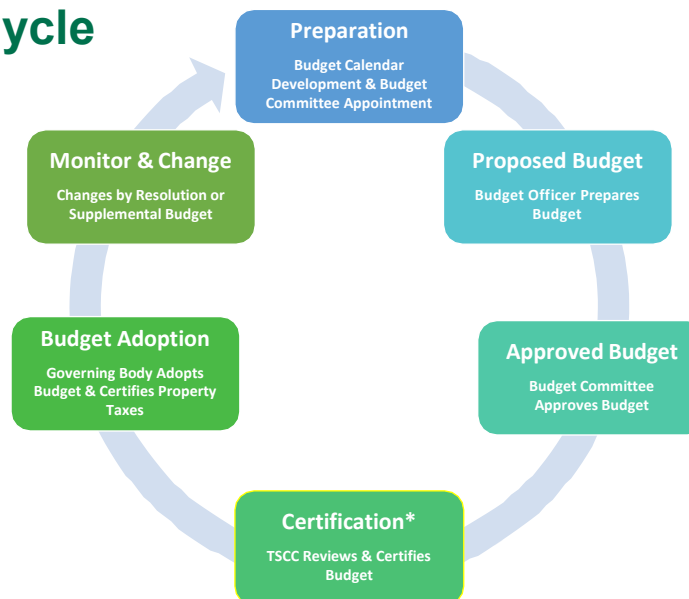 ycle
Preparation
Budget Calendar
Development & Budget
Committee Appointment
Proposed Budget
Budget Officer Prepares
Budget
Approved Budget
Budget Committee
Approves Budget
Certification*
TSCC Reviews & Certifies
Budget
Budget Adoption
Governing Body Adopts
Budget & Certifies Property
Taxes
Monitor & Change
Changes by Resolution or
Supplemental Budget